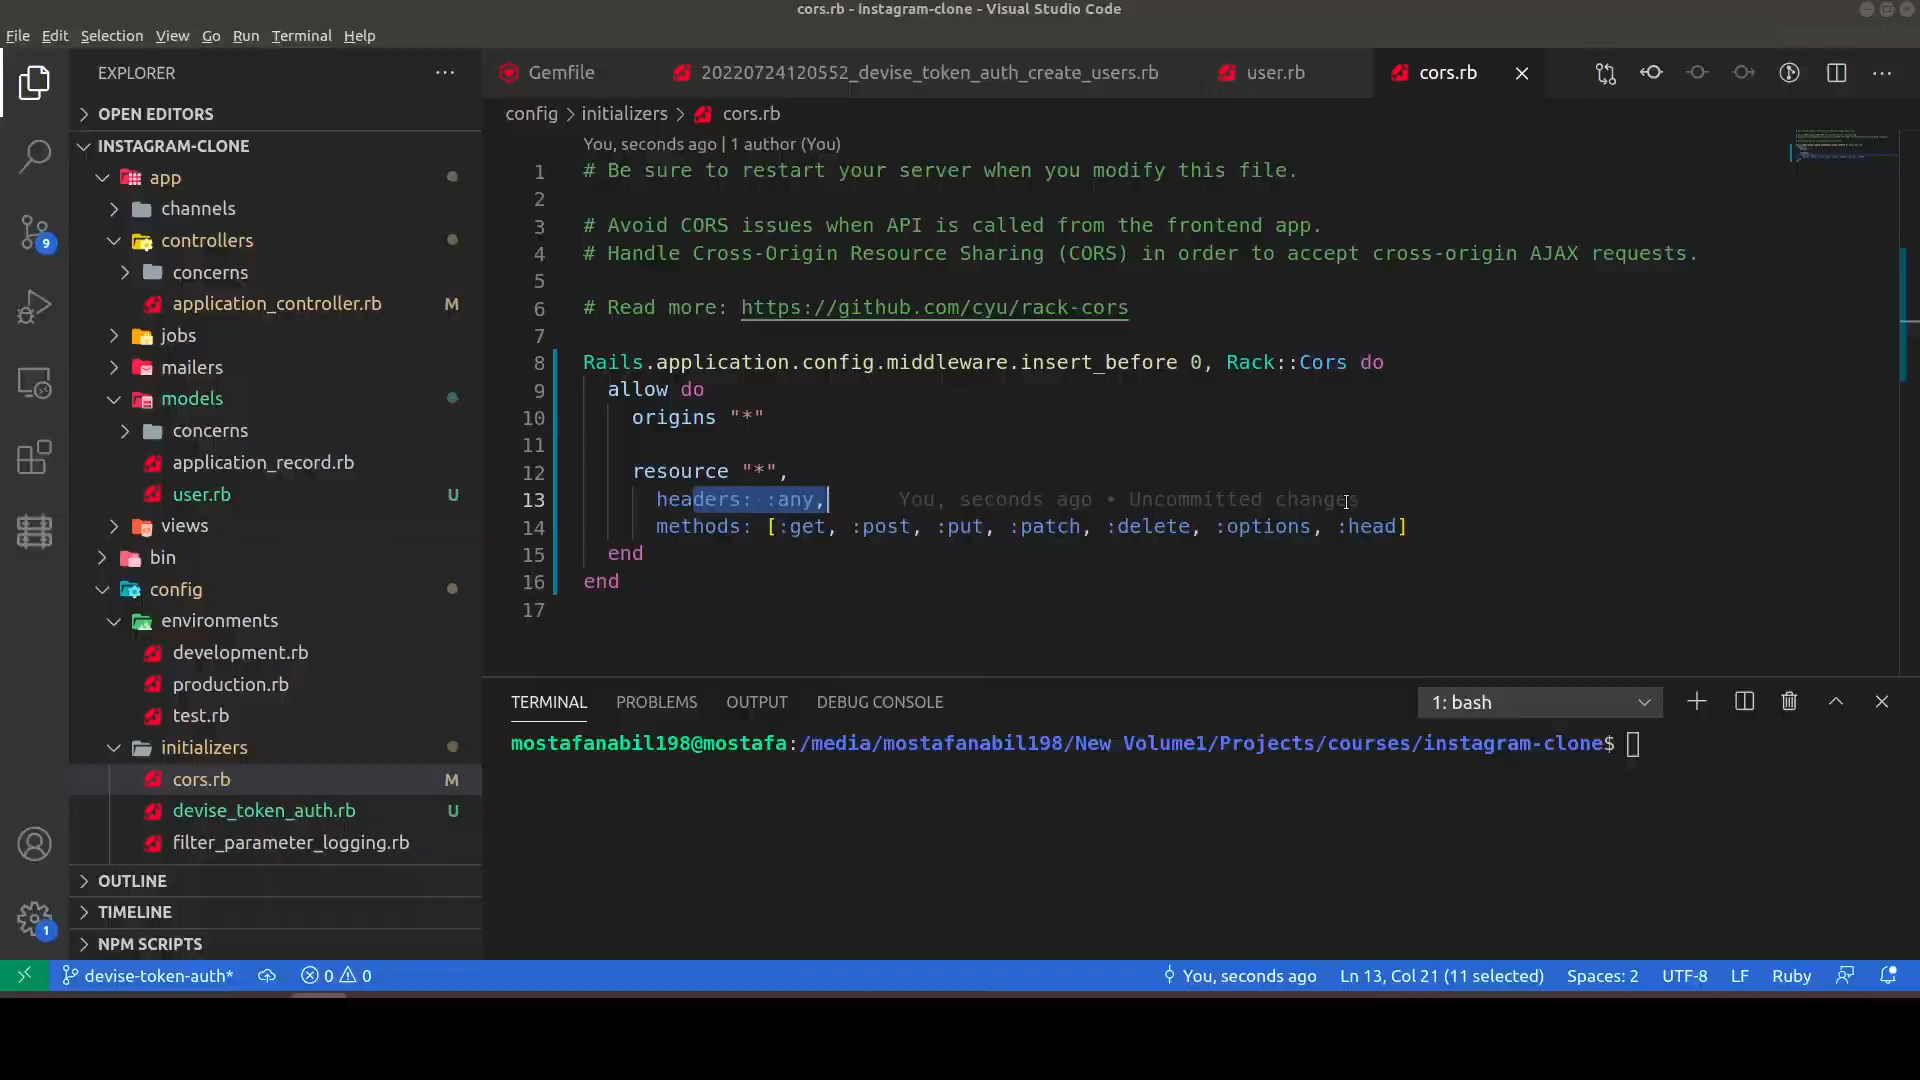 cors.rb - instagram-clone - Visual Studio Code
File Edit Selection View Go Run Terminal Help
EXPLORER
OPEN EDITORS
INSTAGRAM-CLONE
app
channels
controllers
concerns
application_controller.rb M
jobs
mailers
models
concerns
application_record.rb
user.rb U
views
bin
config
environments
development.rb
production.rb
test.rb
initializers
cors.rb M
devise_token_auth.rb U
filter_parameter_logging.rb
OUTLINE
TIMELINE
NPM SCRIPTS
9
1
Gemfile 20220724120552_devise_token_auth_create_users.rb user.rb cors.rb
config > initializers > cors.rb
You, seconds ago | 1 author (You)
1 # Be sure to restart your server when you modify this file.
2
3 # Avoid CORS issues when API is called from the frontend app.
4 # Handle Cross-Origin Resource Sharing (CORS) in order to accept cross-origin AJAX requests.
5
6 # Read more: https://github.com/cyu/rack-cors
7
8 Rails.application.config.middleware.insert_before 0, Rack::Cors do
9 allow do
10 origins "*"
11
12 resource "*",
13 headers: :any, You, seconds ago • Uncommitted changes
14 methods: [:get, :post, :put, :patch, :delete, :options, :head]
15 end
16 end
17
TERMINAL PROBLEMS OUTPUT DEBUG CONSOLE 1: bash
mostafanabil198@mostafa:/media/mostafanabil198/New Volume1/Projects/courses/instagram-clone$
devise-token-auth* 0 0 You, seconds ago Ln 13, Col 21 (11 selected) Spaces: 2 UTF-8 LF Ruby